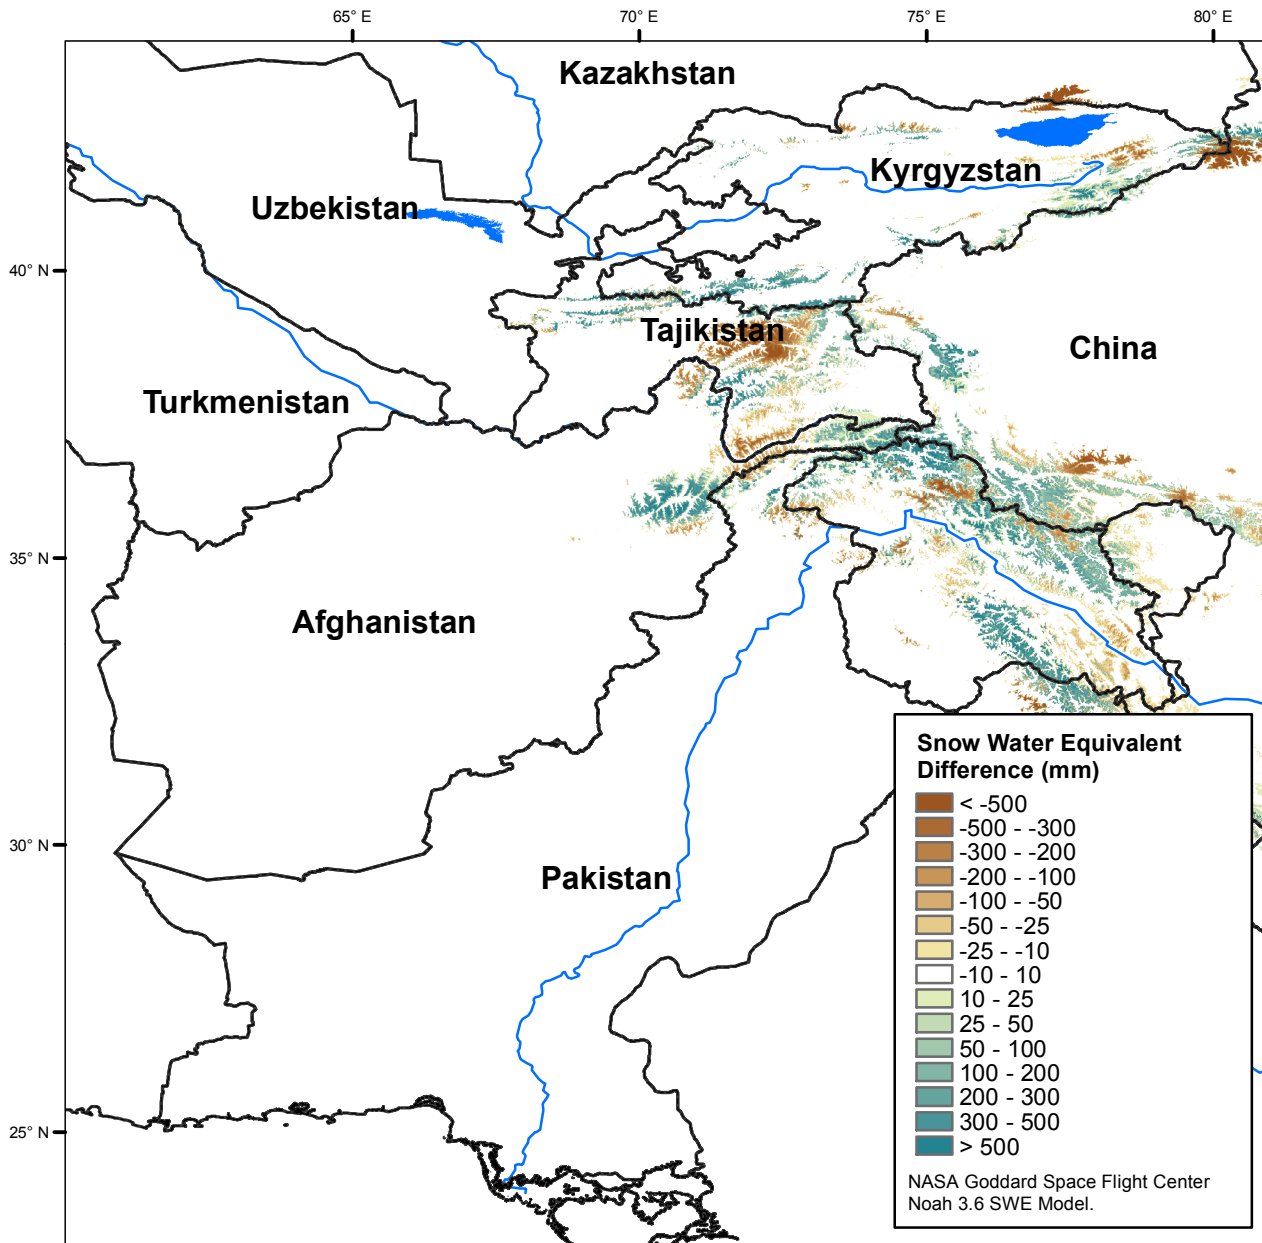 65° E
70° E
75° E
80° E
Kazakhstan
Kyrgyzstan
Uzbekistan
40° N
Tajikistan
China
Turkmenistan
35° N
Afghanistan
30° N
Pakistan
25° N
Snow Water Equivalent
Difference (mm)
< -500
-500 - -300
-300 - -200
-200 - -100
-100 - -50
-50 - -25
-25 - -10
-10 - 10
10 - 25
25 - 50
50 - 100
100 - 200
200 - 300
300 - 500
> 500
NASA Goddard Space Flight Center
Noah 3.6 SWE Model.